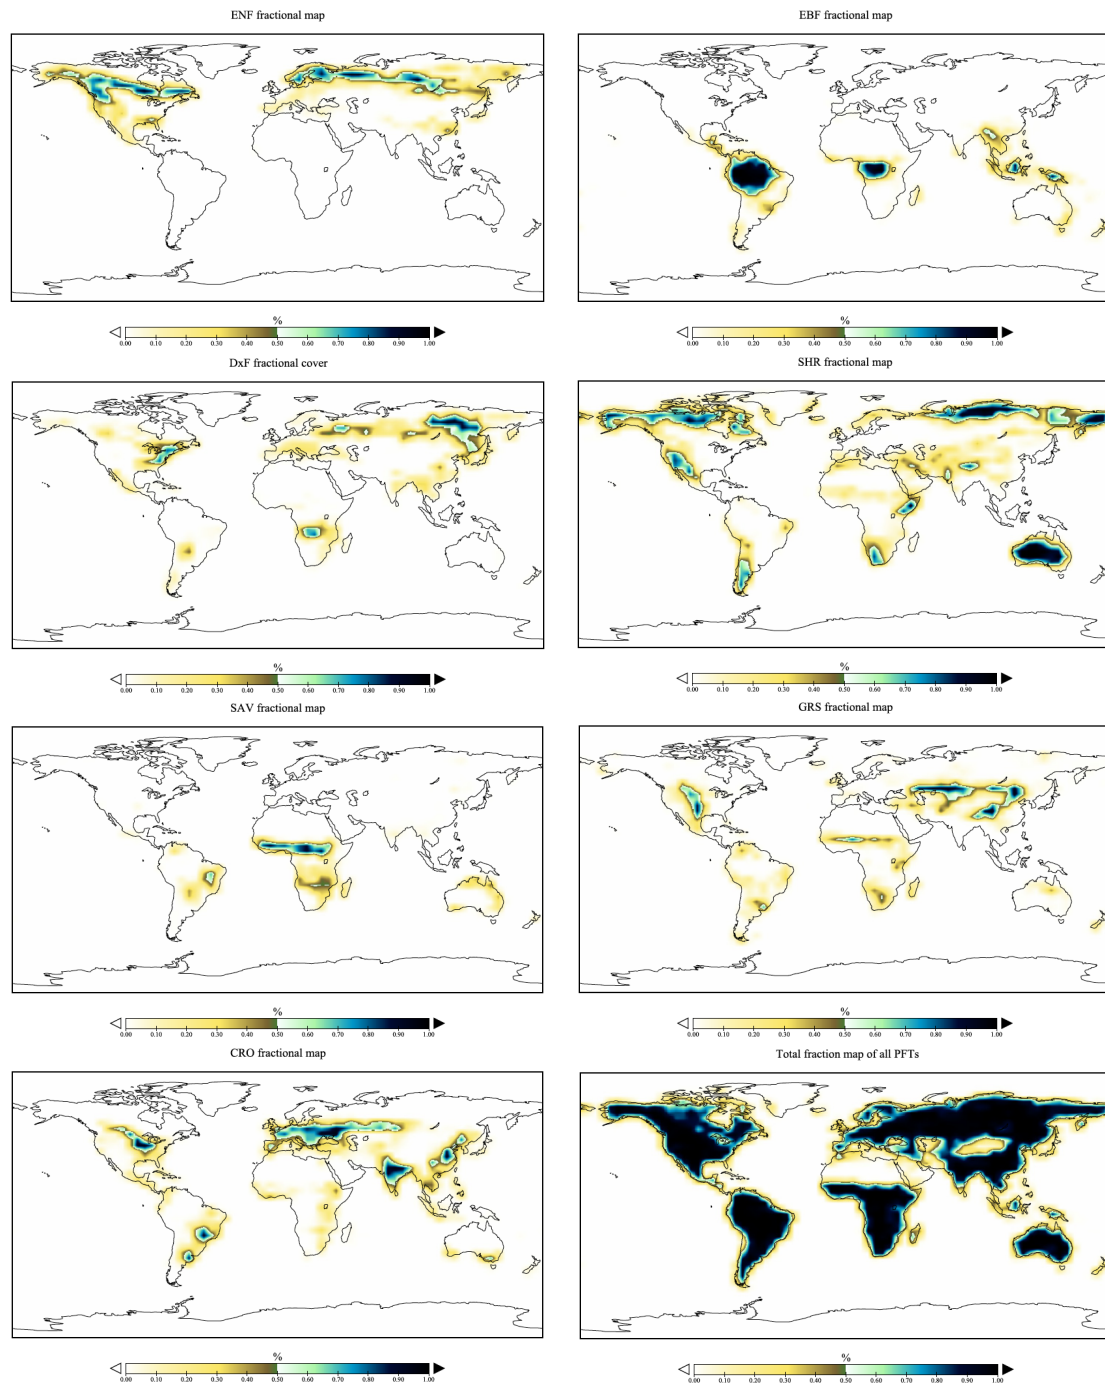 ENF fractional map
EBF fractional map
%
0.00 0.10 0.20 0.30 0.40 0.50 0.60 0.70 0.80 0.90 1.00
%
0.00 0.10 0.20 0.30 0.40 0.50 0.60 0.70 0.80 0.90 1.00
DxF fractional cover
SHR fractional map
%
0.00 0.10 0.20 0.30 0.40 0.50 0.60 0.70 0.80 0.90 1.00
%
0.00 0.10 0.20 0.30 0.40 0.50 0.60 0.70 0.80 0.90 1.00
SAV fractional map
GRS fractional map
%
0.00 0.10 0.20 0.30 0.40 0.50 0.60 0.70 0.80 0.90 1.00
%
0.00 0.10 0.20 0.30 0.40 0.50 0.60 0.70 0.80 0.90 1.00
CRO fractional map
Total fraction map of all PFTs
%
0.00 0.10 0.20 0.30 0.40 0.50 0.60 0.70 0.80 0.90 1.00
%
0.00 0.10 0.20 0.30 0.40 0.50 0.60 0.70 0.80 0.90 1.00